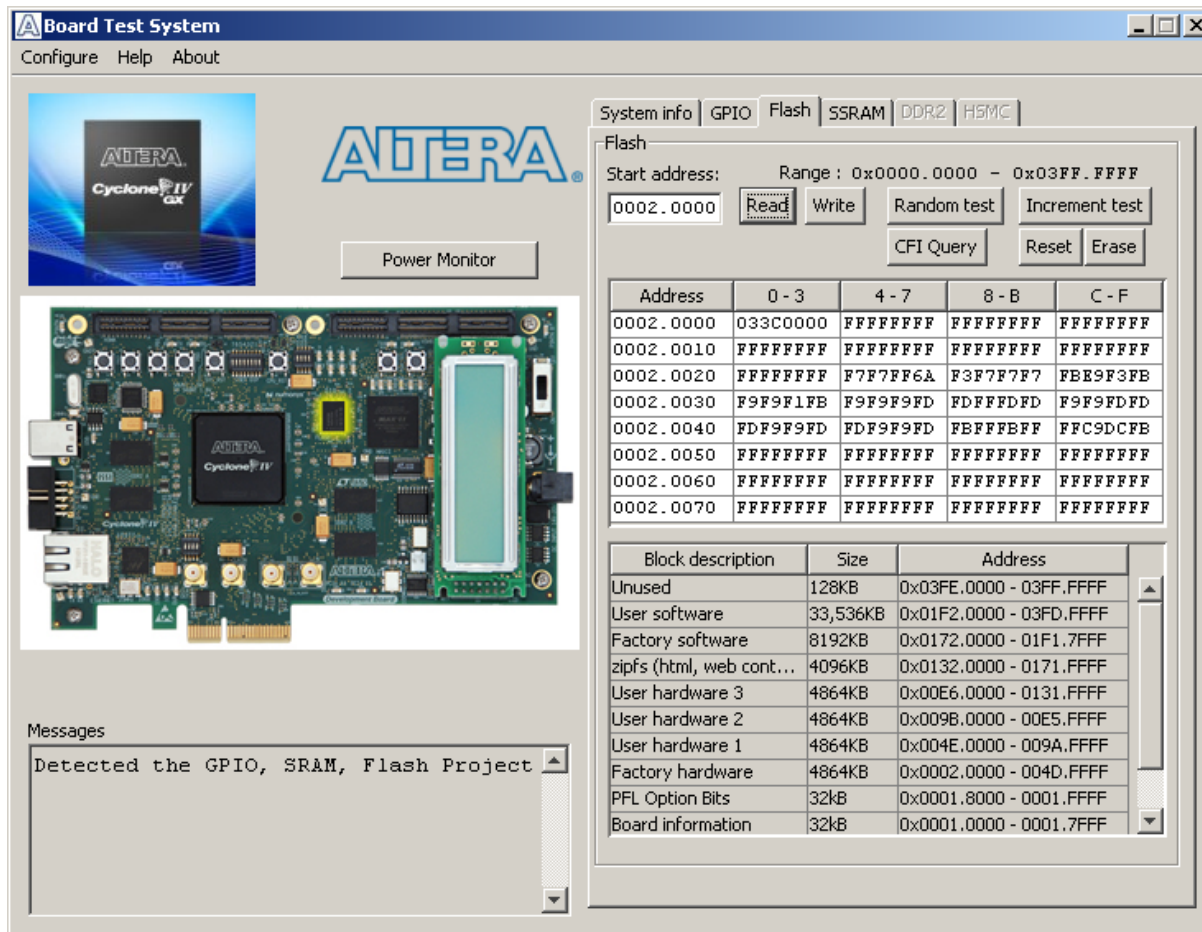 Board Test System
Configure Help About
ALTERA
Cyclone IV
GX
ALTERA®
Power Monitor
ALTERA
Cyclone IV
Cyclone IV
ALTERA
Development Board
Messages
Detected the GPIO, SRAM, Flash Project
System info GPIO Flash SSRAM DDR2 HSMC
Flash
Start address: Range : 0x0000.0000 - 0x03FF.FFFF
0002.0000 Read Write Random test Increment test
CFI Query Reset Erase
Address 0 - 3 4 - 7 8 - B C - F
0002.0000 033C0000 FFFFFFFF FFFFFFFF FFFFFFFF
0002.0010 FFFFFFFF FFFFFFFF FFFFFFFF FFFFFFFF
0002.0020 FFFFFFFF F7F7FF6A F3F7F7F7 FBE9F3FB
0002.0030 F9F9F1FB F9F9F9FD FDFFFDFD F9F9FDFD
0002.0040 FDF9F9FD FDF9F9FD FBFFFBFF FFC9DCFB
0002.0050 FFFFFFFF FFFFFFFF FFFFFFFF FFFFFFFF
0002.0060 FFFFFFFF FFFFFFFF FFFFFFFF FFFFFFFF
0002.0070 FFFFFFFF FFFFFFFF FFFFFFFF FFFFFFFF
Block description Size Address
Unused 128KB 0x03FE.0000 - 03FF.FFFF
User software 33,536KB 0x01F2.0000 - 03FD.FFFF
Factory software 8192KB 0x0172.0000 - 01F1.7FFF
zipfs (html, web cont... 4096KB 0x0132.0000 - 0171.FFFF
User hardware 3 4864KB 0x00E6.0000 - 0131.FFFF
User hardware 2 4864KB 0x009B.0000 - 00E5.FFFF
User hardware 1 4864KB 0x004E.0000 - 009A.FFFF
Factory hardware 4864KB 0x0002.0000 - 004D.FFFF
PFL Option Bits 32kB 0x0001.8000 - 0001.FFFF
Board information 32kB 0x0001.0000 - 0001.7FFF